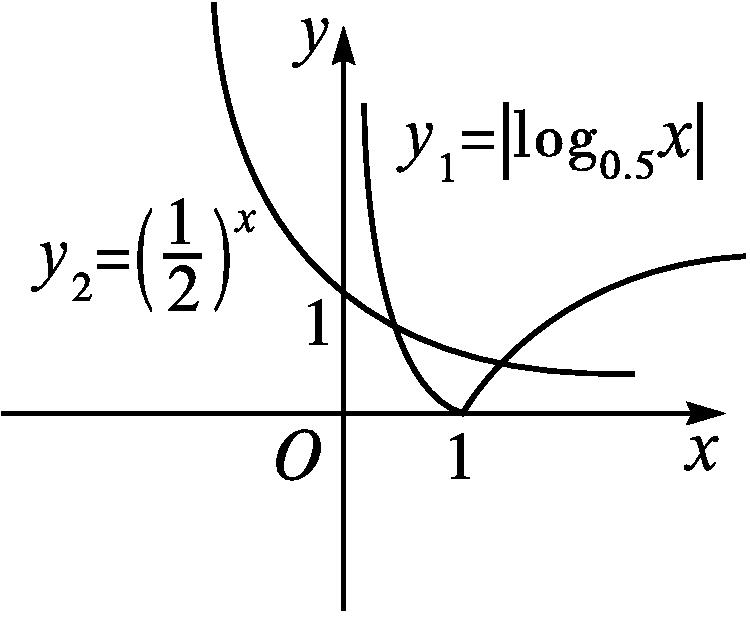 y
y₁=|log₀.₅x|
y₂=(1/2)ˣ
1
O
1
x